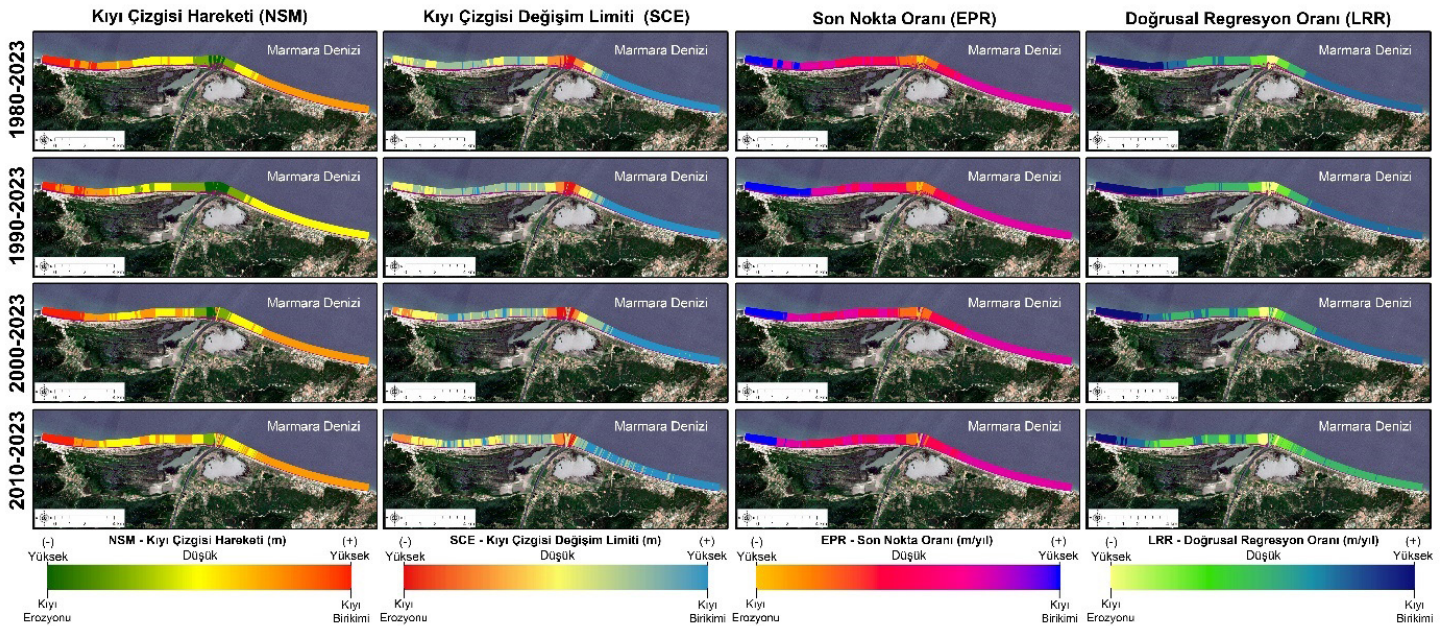 Kıyı Çizgisi Hareketi (NSM)
Kıyı Çizgisi Değişim Limiti (SCE)
Son Nokta Oranı (EPR)
Doğrusal Regresyon Oranı (LRR)
1980-2023
Marmara Denizi
Marmara Denizi
Marmara Denizi
Marmara Denizi
1990-2023
Marmara Denizi
Marmara Denizi
Marmara Denizi
Marmara Denizi
2000-2023
Marmara Denizi
Marmara Denizi
Marmara Denizi
Marmara Denizi
2010-2023
Marmara Denizi
Marmara Denizi
Marmara Denizi
Marmara Denizi
(-) NSM - Kıyı Çizgisi Hareketi (m) (+)
Yüksek Düşük Yüksek
Kıyı Kıyı
Erozyonu Birikimi
(-) SCE - Kıyı Çizgisi Değişim Limiti (m) (+)
Yüksek Düşük Yüksek
Kıyı Kıyı
Erozyonu Birikimi
(-) EPR - Son Nokta Oranı (m/yıl) (+)
Yüksek Düşük Yüksek
Kıyı Kıyı
Erozyonu Birikimi
(-) LRR - Doğrusal Regresyon Oranı (m/yıl) (+)
Yüksek Düşük Yüksek
Kıyı Kıyı
Erozyonu Birikimi